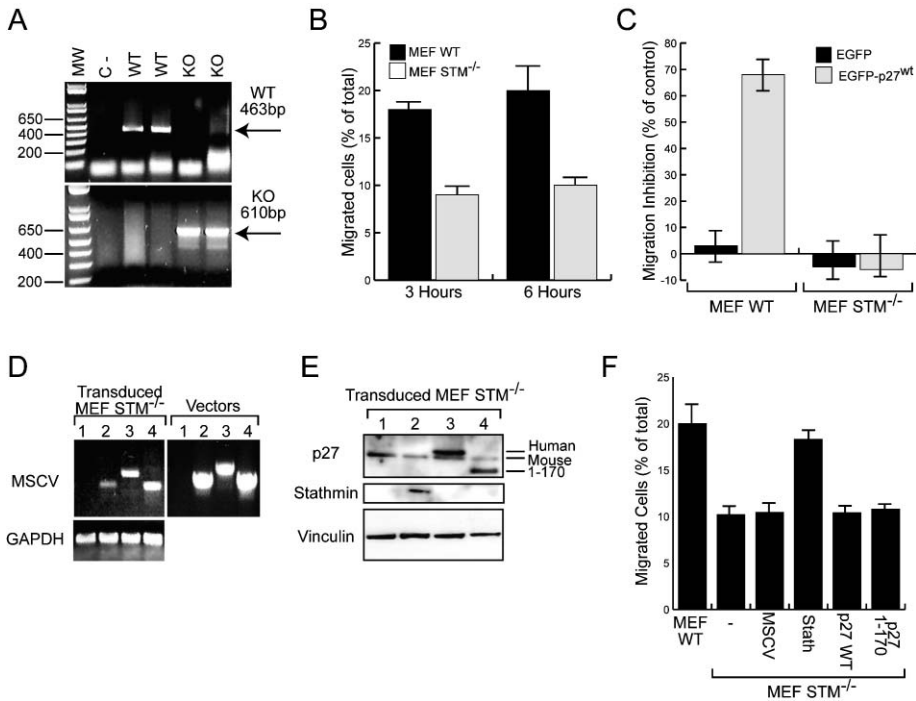 A
MW
C -
WT
WT
KO
KO
650
400
200
WT
463bp
650
400
200
KO
610bp
B
MEF WT
MEF STM-/-
Migrated cells (% of total)
25
20
15
10
5
0
3 Hours
6 Hours
C
EGFP
EGFP-p27wt
Migration Inhibition (% of control)
80
70
60
50
40
30
20
10
0
-10
MEF WT
MEF STM-/-
D
Transduced
MEF STM-/-
Vectors
1 2 3 4
1 2 3 4
MSCV
GAPDH
E
Transduced MEF STM-/-
1 2 3 4
p27
Human
Mouse
1-170
Stathmin
Vinculin
F
Migrated Cells (% of total)
25
20
15
10
5
0
MEF
WT
-
MSCV
Stath
p27 WT
p27
1-170
MEF STM-/-